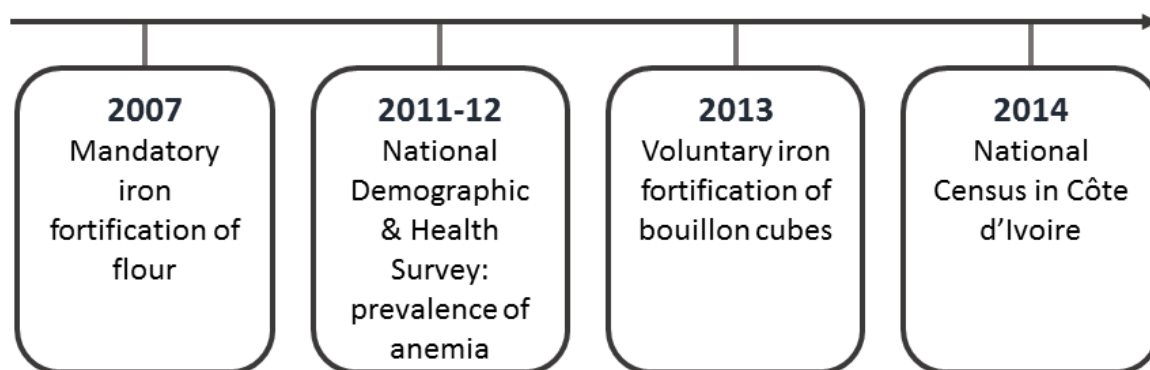 2007
Mandatory
iron
fortification of
flour
2011-12
National
Demographic
& Health
Survey:
prevalence of
anemia
2013
Voluntary iron
fortification of
bouillon cubes
2014
National
Census in Côte
d’Ivoire